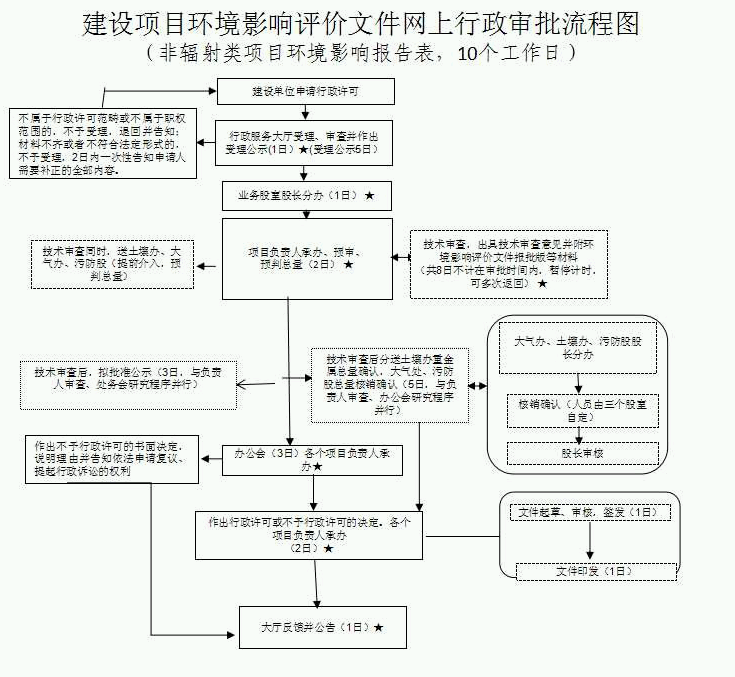 建设项目环境影响评价文件网上行政审批流程图
（非辐射类项目环境影响报告表，10个工作日）
建设单位申请行政许可
不属于行政许可范畴或不属于职权
范围的，不予受理，退回并告知；
材料不齐或者不符合法定形式的，
不予受理，2日内一次性告知申请人
需要补正的全部内容。
行政服务大厅受理、审查并作出
受理公示(1日）★(受理公示5日）
业务股室股长分办（1日）★
项目负责人承办、预审、
预判总量（2日）★
技术审查同时，送土壤办、大
气办、污防股（提前介入，预
判总量）
技术审查，出具技术审查意见并附环
境影响评价文件报批版等材料
（共8日不计在审批时间内，暂停计时，
可多次退回）★
大气办、土壤办、污防股股
长分办
核销确认（人员由三个股室
自定）
股长审核
技术审查后，拟批准公示（3日，与负责
人审查、处务会研究程序并行）
技术审查后分送土壤办重金
属总量确认，大气处、污防
股总量核销确认（5日，与负
责人审查、办公会研究程序
并行）
作出不予行政许可的书面决定，
说明理由并告知依法申请复议、
提起行政诉讼的权利
办公会（3日）各个项目负责人承
办★
作出行政许可或不予行政许可的决定。各个
项目负责人承办
（2日）★
文件起草、审核，签发（1日）
文件印发（1日）
大厅反馈并公告（1日）★